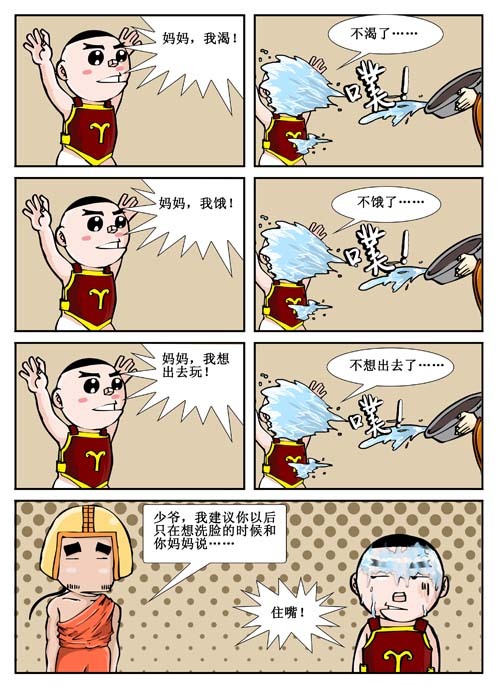 妈妈，我渴！
不渴了……
噗！
妈妈，我饿！
不饿了……
噗！
妈妈，我想
出去玩！
不想出去了……
噗！
少爷，我建议你以后
只在想洗脸的时候和
你妈妈说……
住嘴！